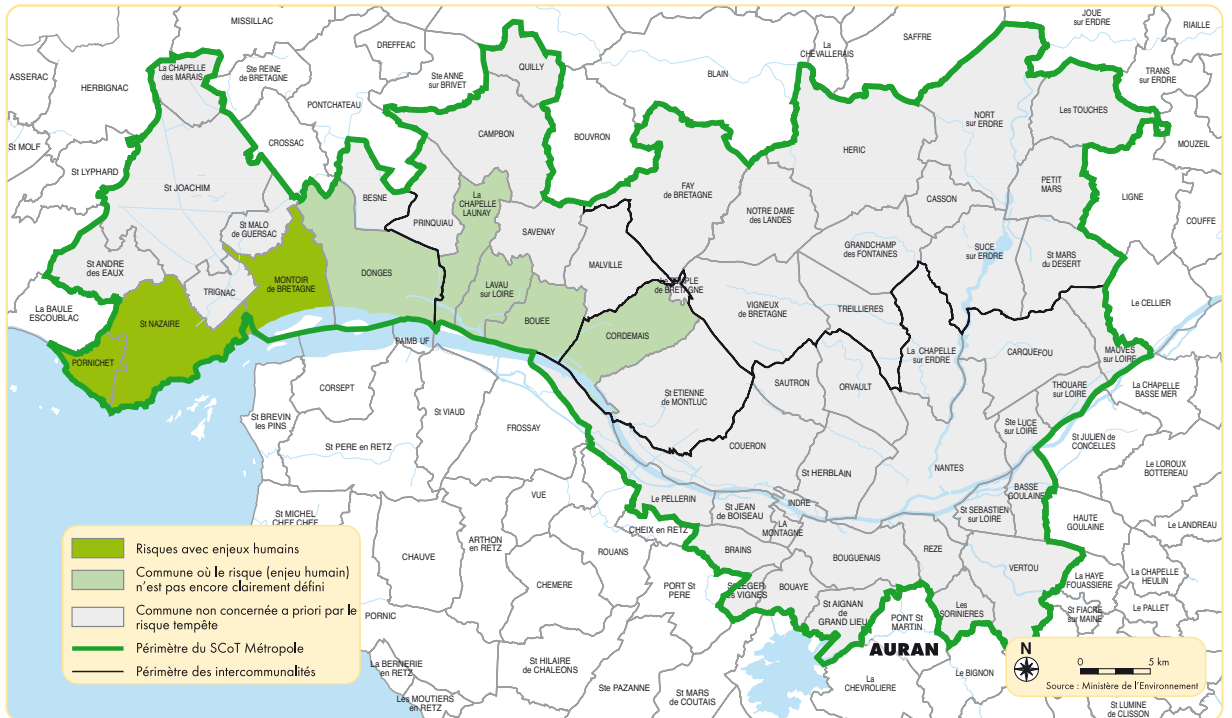 MISSILLAC
DREFFEAC
La
CHEVALLERAIS
SAFFRE
JOUE
sur ERDRE
RIAILLE
ASSERAC
HERBIGNAC
La CHAPELLE
des MARAIS
Ste REINE
de BRETAGNE
Ste ANNE
sur BRIVET
QUILLY
BLAIN
TRANS
sur ERDRE
PONTCHATEAU
NORT
sur ERDRE
Les TOUCHES
St MOLF
CROSSAC
CAMPBON
BOUVRON
HERIC
MOUZEIL
St LYPHARD
St JOACHIM
BESNE
La
CHAPELLE
LAUNAY
FAY
de BRETAGNE
PETIT
MARS
LIGNE
CASSON
NOTRE DAME
des LANDES
COUFFE
St MALO
de GUERSAC
PRINQUIAU
SAVENAY
GRANDCHAMP
des FONTAINES
SUCE
sur ERDRE
St MARS
du DESERT
St ANDRE
des EAUX
TRIGNAC
MONTOIR
de BRETAGNE
DONGES
MALVILLE
LAVAU
sur LOIRE
Le TEMPLE
de BRETAGNE
VIGNEUX
de BRETAGNE
TREILLIERES
Le CELLIER
La BAULE
ESCOUBLAC
St NAZAIRE
BOUEE
CORDEMAIS
La CHAPELLE
sur ERDRE
CARQUEFOU
MAUVES
sur LOIRE
PORNICHET
PAIMB UF
CORSEPT
St ETIENNE
de MONTLUC
SAUTRON
ORVAULT
THOUARE
sur LOIRE
La CHAPELLE
BASSE MER
St BREVIN
les PINS
St VIAUD
FROSSAY
COUERON
Ste LUCE
sur LOIRE
St JULIEN de
CONCELLES
St PERE en RETZ
St HERBLAIN
NANTES
Le LOROUX
BOTTEREAU
VUE
Le PELLERIN
St JEAN
de BOISEAU
INDRE
BASSE
GOULAINE
St MICHEL
CHEF CHEF
La
MONTAGNE
St SEBASTIEN
sur LOIRE
HAUTE
GOULAINE
Le LANDREAU
CHEIX en RETZ
ARTHON
en RETZ
ROUANS
BRAINS
BOUGUENAIS
REZE
CHAUVE
VERTOU
La HAYE
FOUASSIERE
La CHAPELLE
HEULIN
CHEMERE
PORT St
PERE
St LEGER
les VIGNES
BOUAYE
St AIGNAN
de
GRAND LIEU
Les
SORINIERES
PORNIC
PONT St
MARTIN
St FIACRE
sur MAINE
Le PALLET
AURAN
La BERNERIE
en RETZ
St HILAIRE
de CHALEONS
Ste PAZANNE
St MARS
de COUTAIS
La
CHEVROLIERE
Le BIGNON
Les MOUTIERS
en RETZ
St LUMINE
de CLISSON
Risques avec enjeux humains
Commune où le risque (enjeu humain)
n'est pas encore clairement défini
Commune non concernée a priori par le
risque tempête
Périmètre du SCoT Métropole
Périmètre des intercommunalités
N
0 5 km
Source : Ministère de l'Environnement